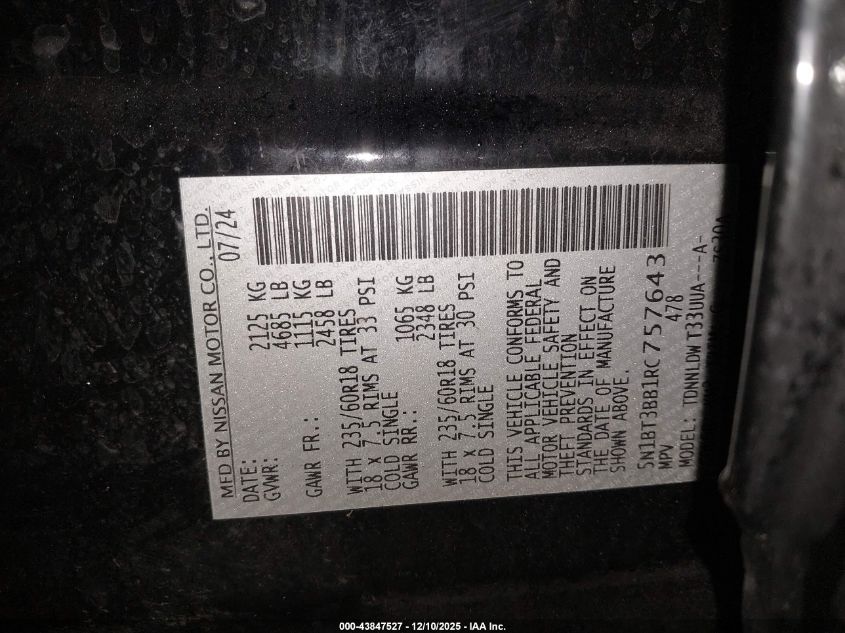 MFD BY NISSAN MOTOR CO., LTD.
DATE: 07/24
GVWR: 2125 KG
4685 LB
GAWR FR.: 1115 KG
2458 LB
WITH 235/60R18 TIRES
18 x 7.5 RIMS AT 33 PSI
COLD SINGLE
GAWR RR.: 1065 KG
2348 LB
WITH 235/60R18 TIRES
18 x 7.5 RIMS AT 30 PSI
COLD SINGLE
THIS VEHICLE CONFORMS TO
ALL APPLICABLE FEDERAL
MOTOR VEHICLE SAFETY AND
THEFT PREVENTION
STANDARDS IN EFFECT ON
THE DATE OF MANUFACTURE
SHOWN ABOVE.
5N1BT3BB1RC757643
MPV 478
MODEL: TDNNLDW T33UUA---A-
000-43847527 - 12/10/2025 - IAA Inc.